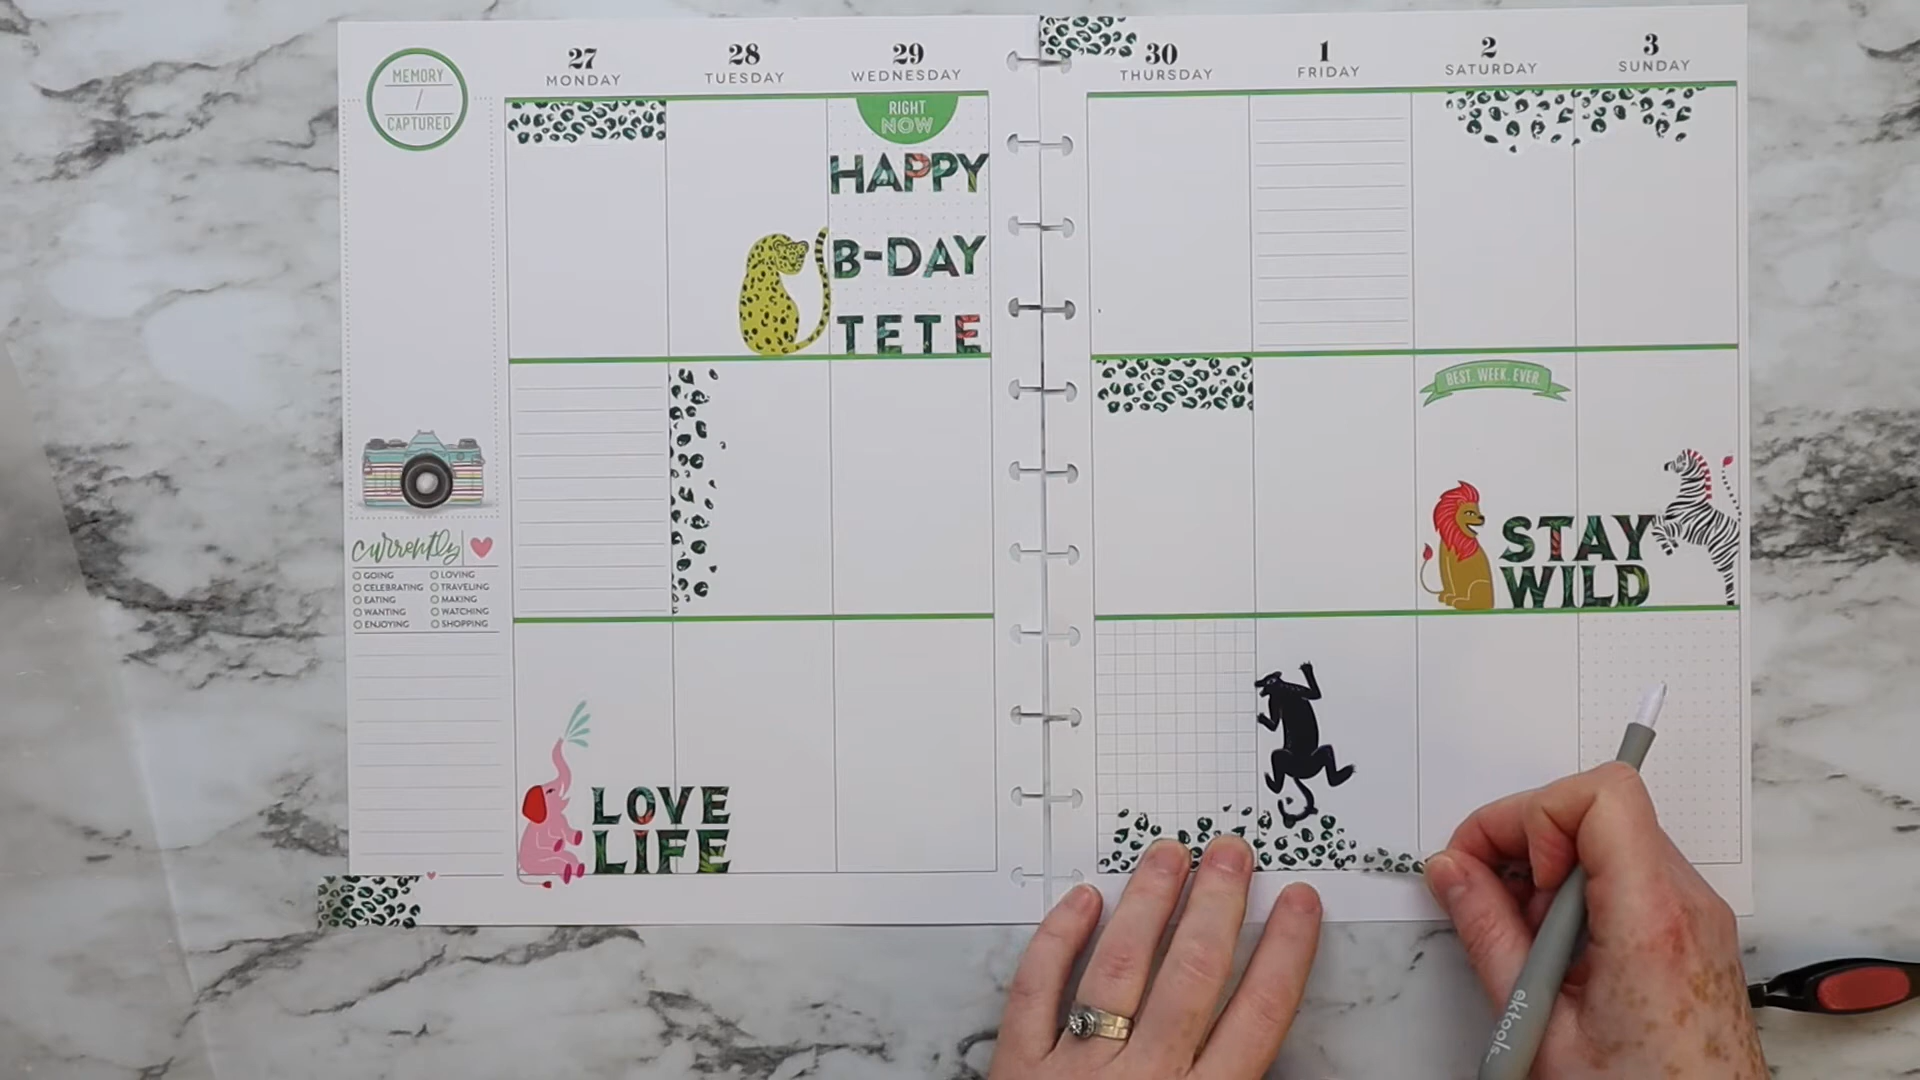 MEMORY
/
CAPTURED
27
MONDAY
28
TUESDAY
29
WEDNESDAY
30
THURSDAY
1
FRIDAY
2
SATURDAY
3
SUNDAY
RIGHT
NOW
HAPPY
B-DAY
TETE
BEST. WEEK. EVER.
STAY
WILD
currently
GOING
LOVING
CELEBRATING
TRAVELING
EATING
MAKING
WANTING
WATCHING
ENJOYING
SHOPPING
LOVE
LIFE
ektools